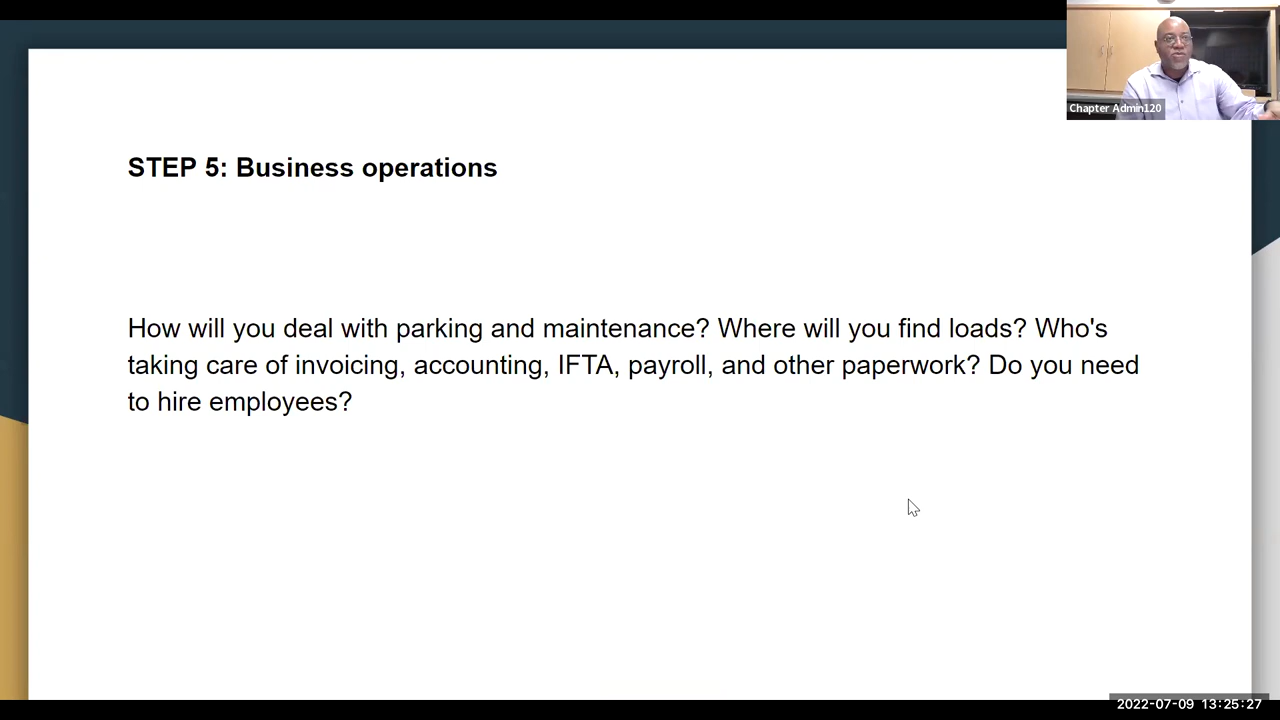 Chapter Admin120
STEP 5: Business operations
How will you deal with parking and maintenance? Where will you find loads? Who's
taking care of invoicing, accounting, IFTA, payroll, and other paperwork? Do you need
to hire employees?
2022-07-09 13:25:27